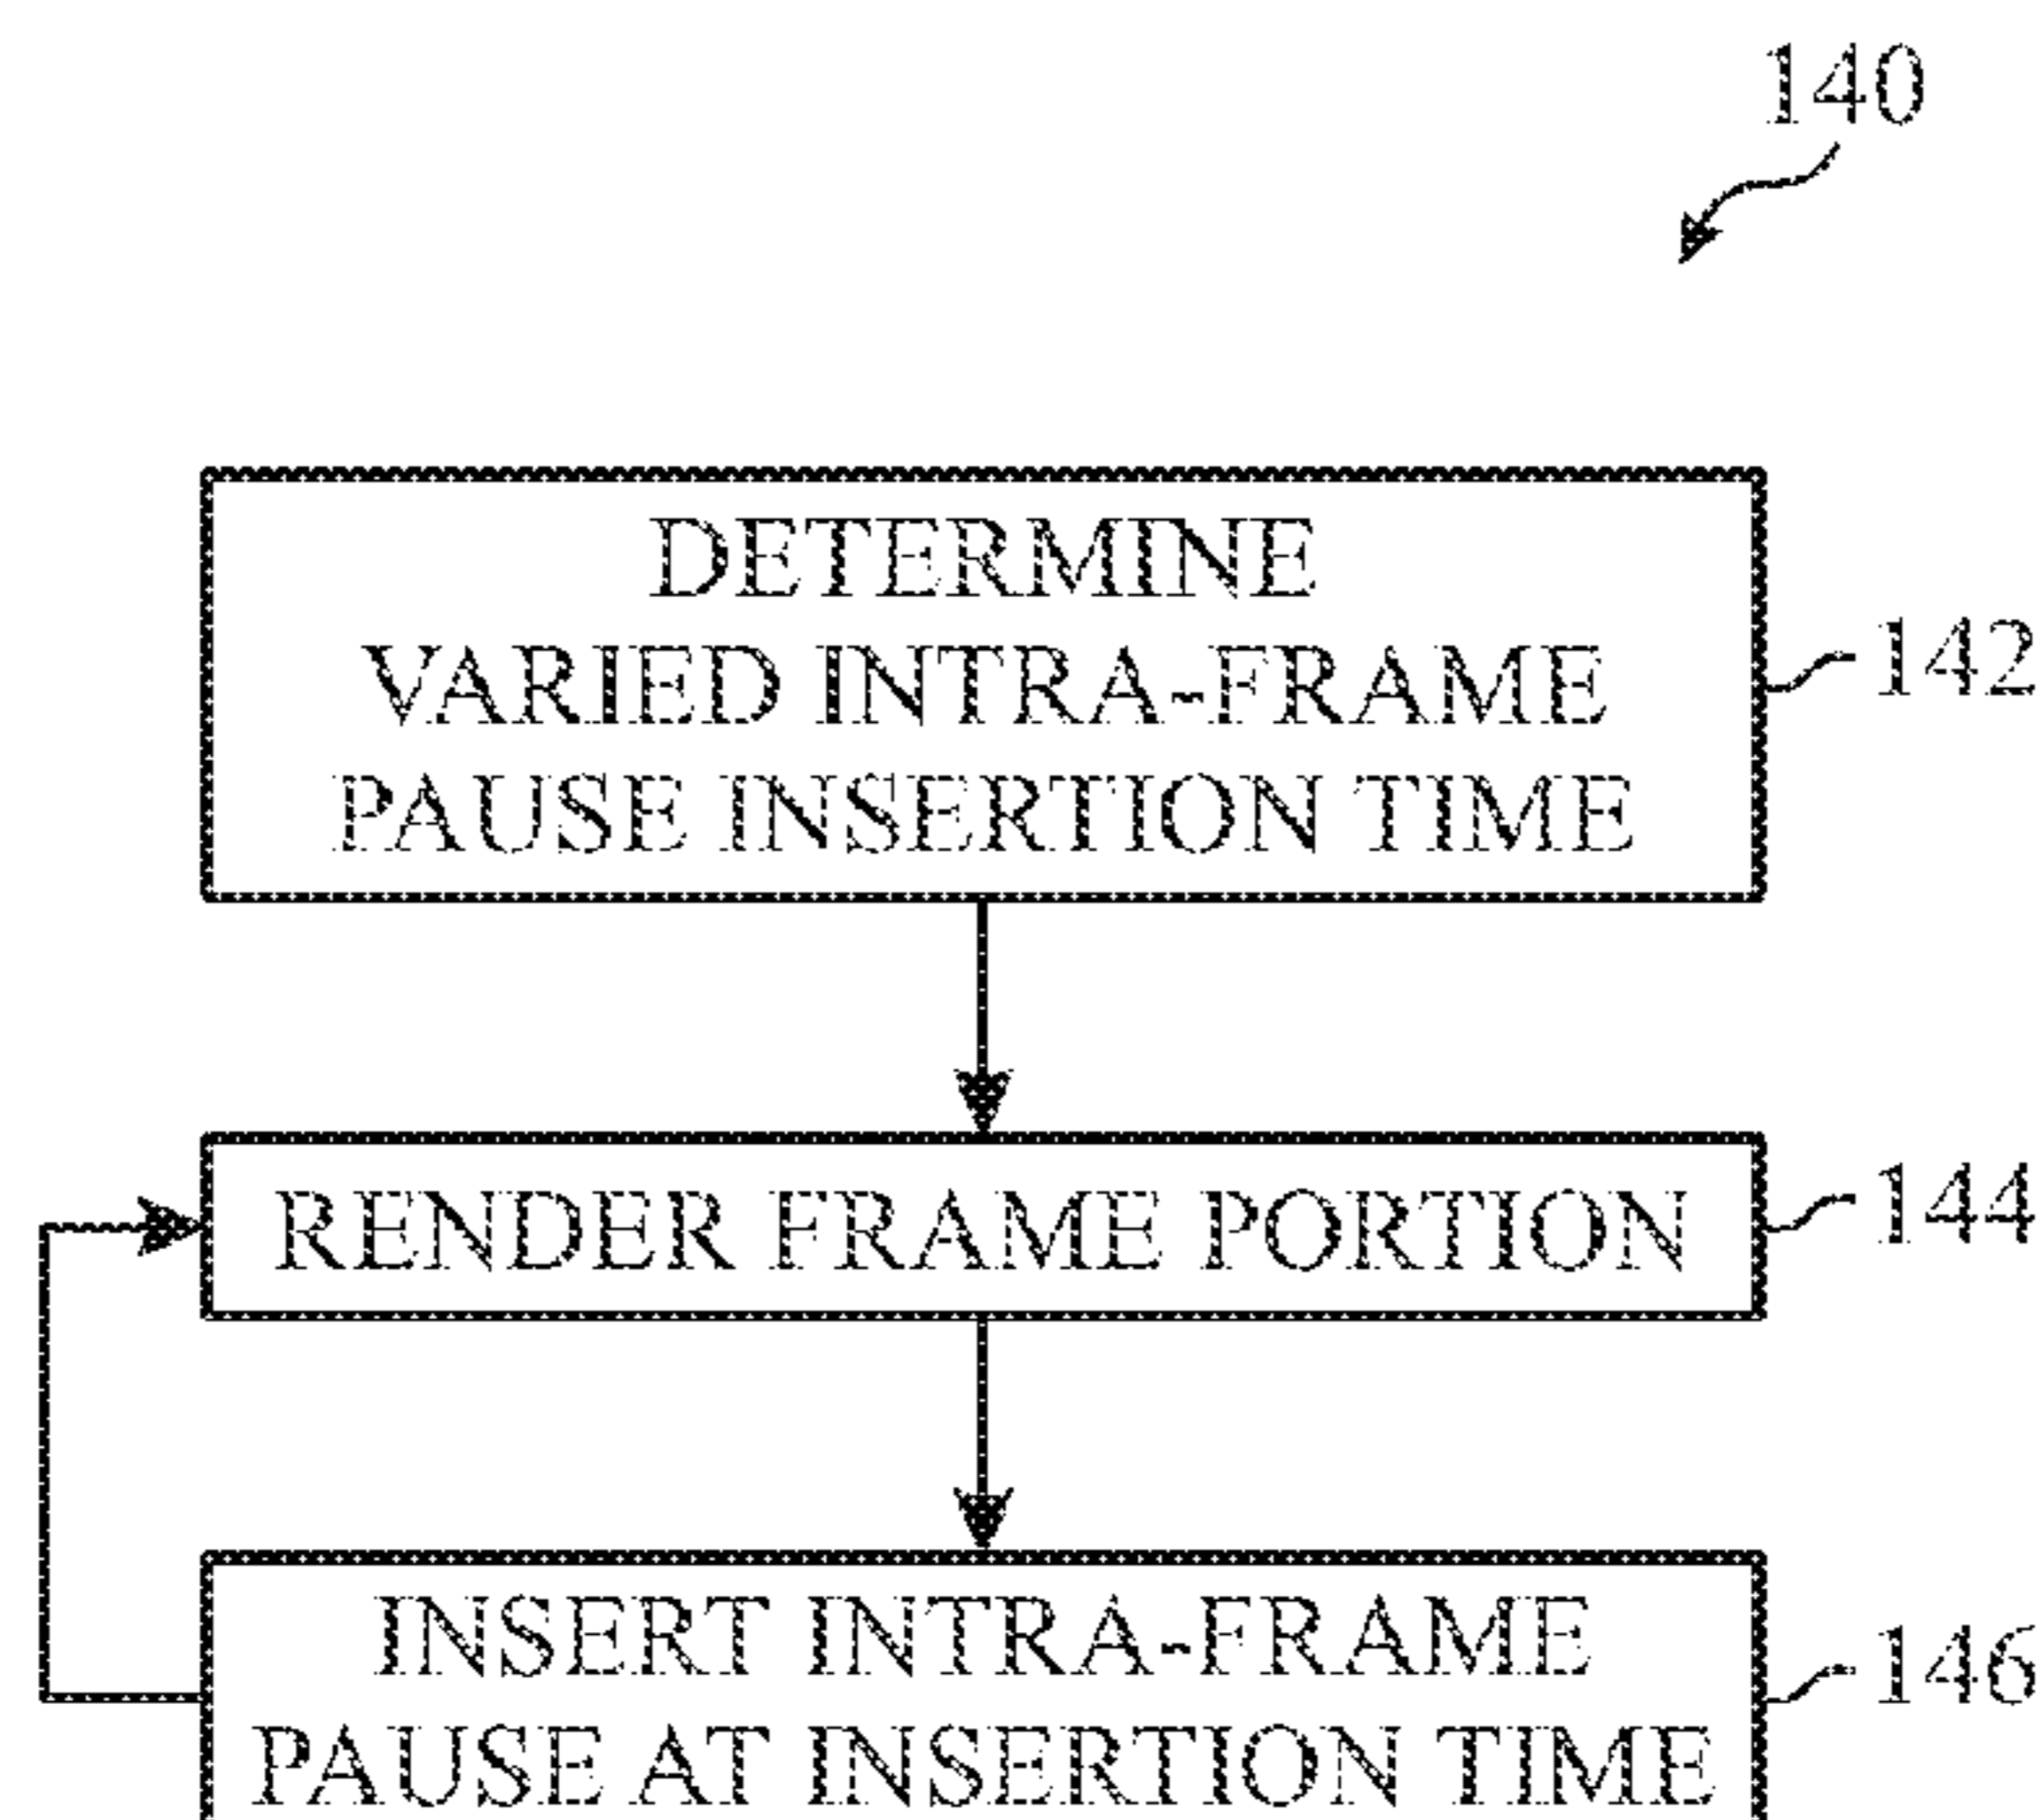 140
DETERMINE
VARIED INTRA-FRAME
PAUSE INSERTION TIME
142
RENDER FRAME PORTION
144
INSERT INTRA-FRAME
PAUSE AT INSERTION TIME
146